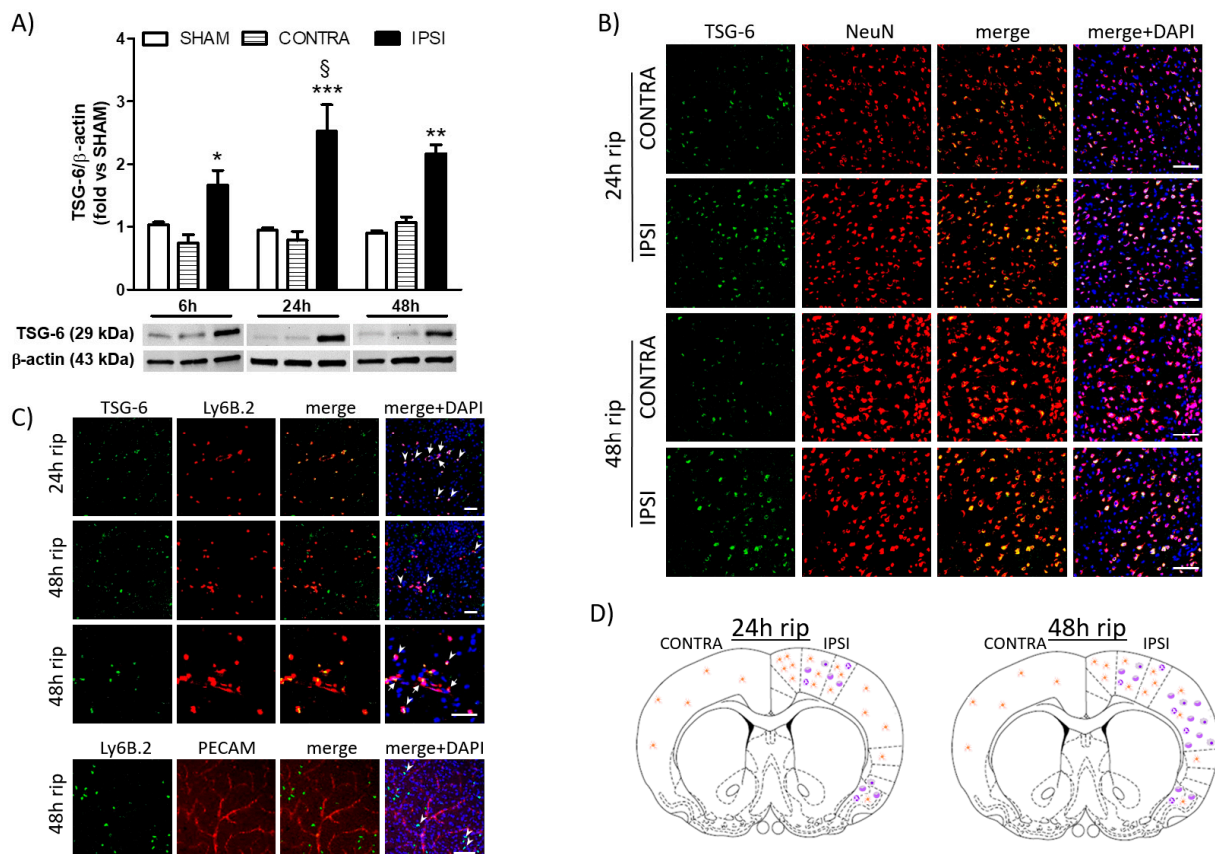 A)
SHAM CONTRA IPSI
TSG-6/β-actin
(fold vs SHAM)
4
3
2
1
0
*
§
***
**
6h 24h 48h
TSG-6 (29 kDa)
β-actin (43 kDa)
B)
TSG-6 NeuN merge merge+DAPI
24h rip
CONTRA
IPSI
48h rip
CONTRA
IPSI
C)
TSG-6 Ly6B.2 merge merge+DAPI
24h rip
48h rip
48h rip
Ly6B.2 PECAM merge merge+DAPI
48h rip
D)
24h rip
CONTRA IPSI
48h rip
CONTRA IPSI